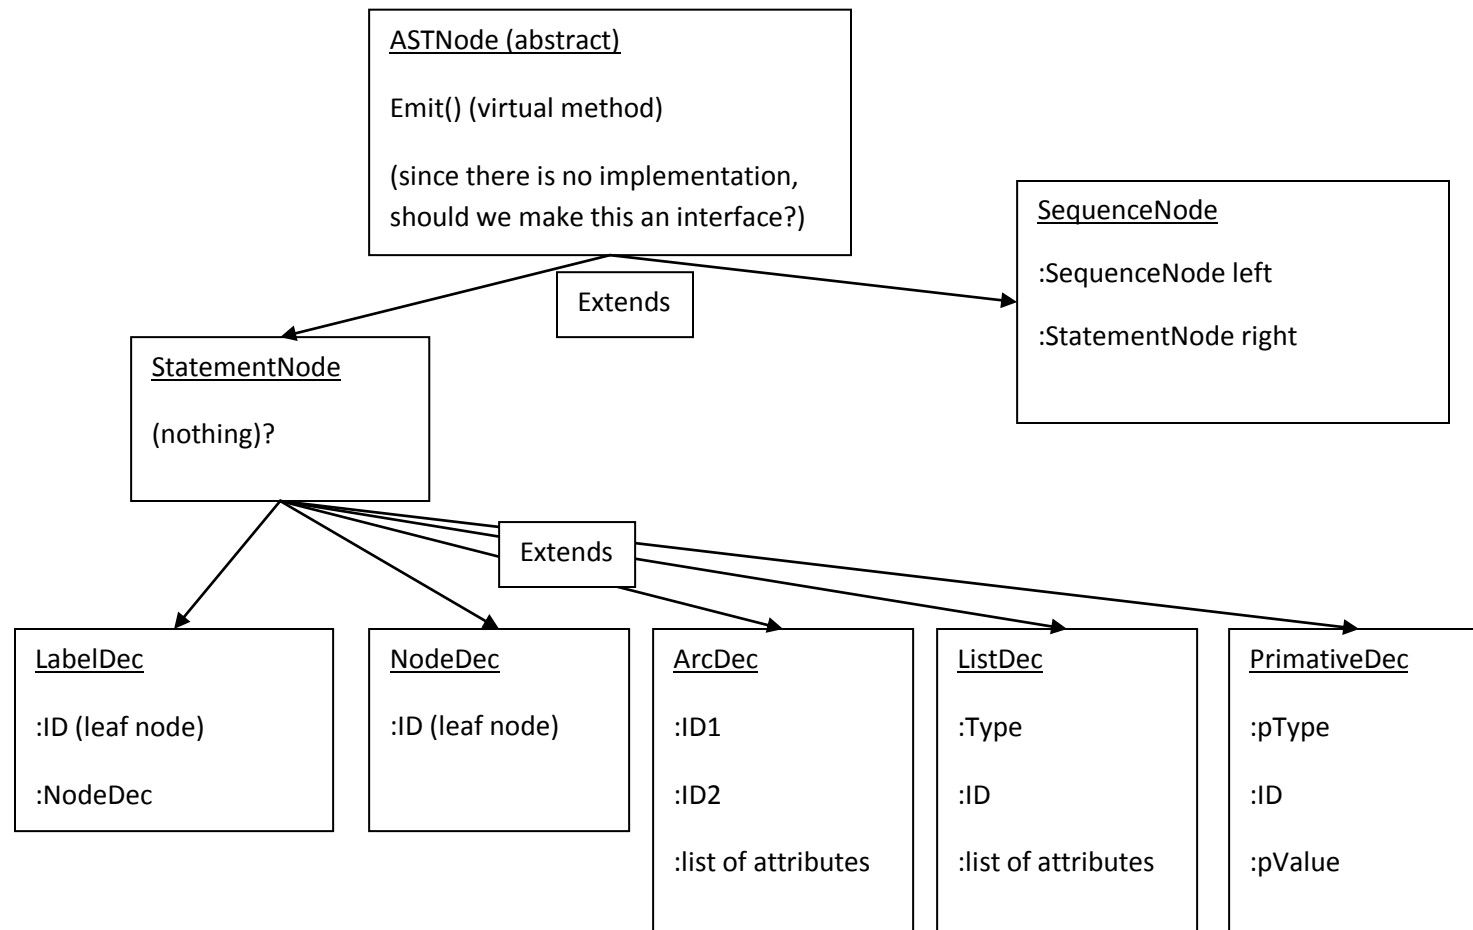 ASTNode (abstract)
Emit() (virtual method)
(since there is no implementation,
should we make this an interface?)
SequenceNode
:SequenceNode left
:StatementNode right
Extends
StatementNode
(nothing)?
Extends
LabelDec
:ID (leaf node)
:NodeDec
NodeDec
:ID (leaf node)
ArcDec
:ID1
:ID2
:list of attributes
ListDec
:Type
:ID
:list of attributes
PrimativeDec
:pType
:ID
:pValue